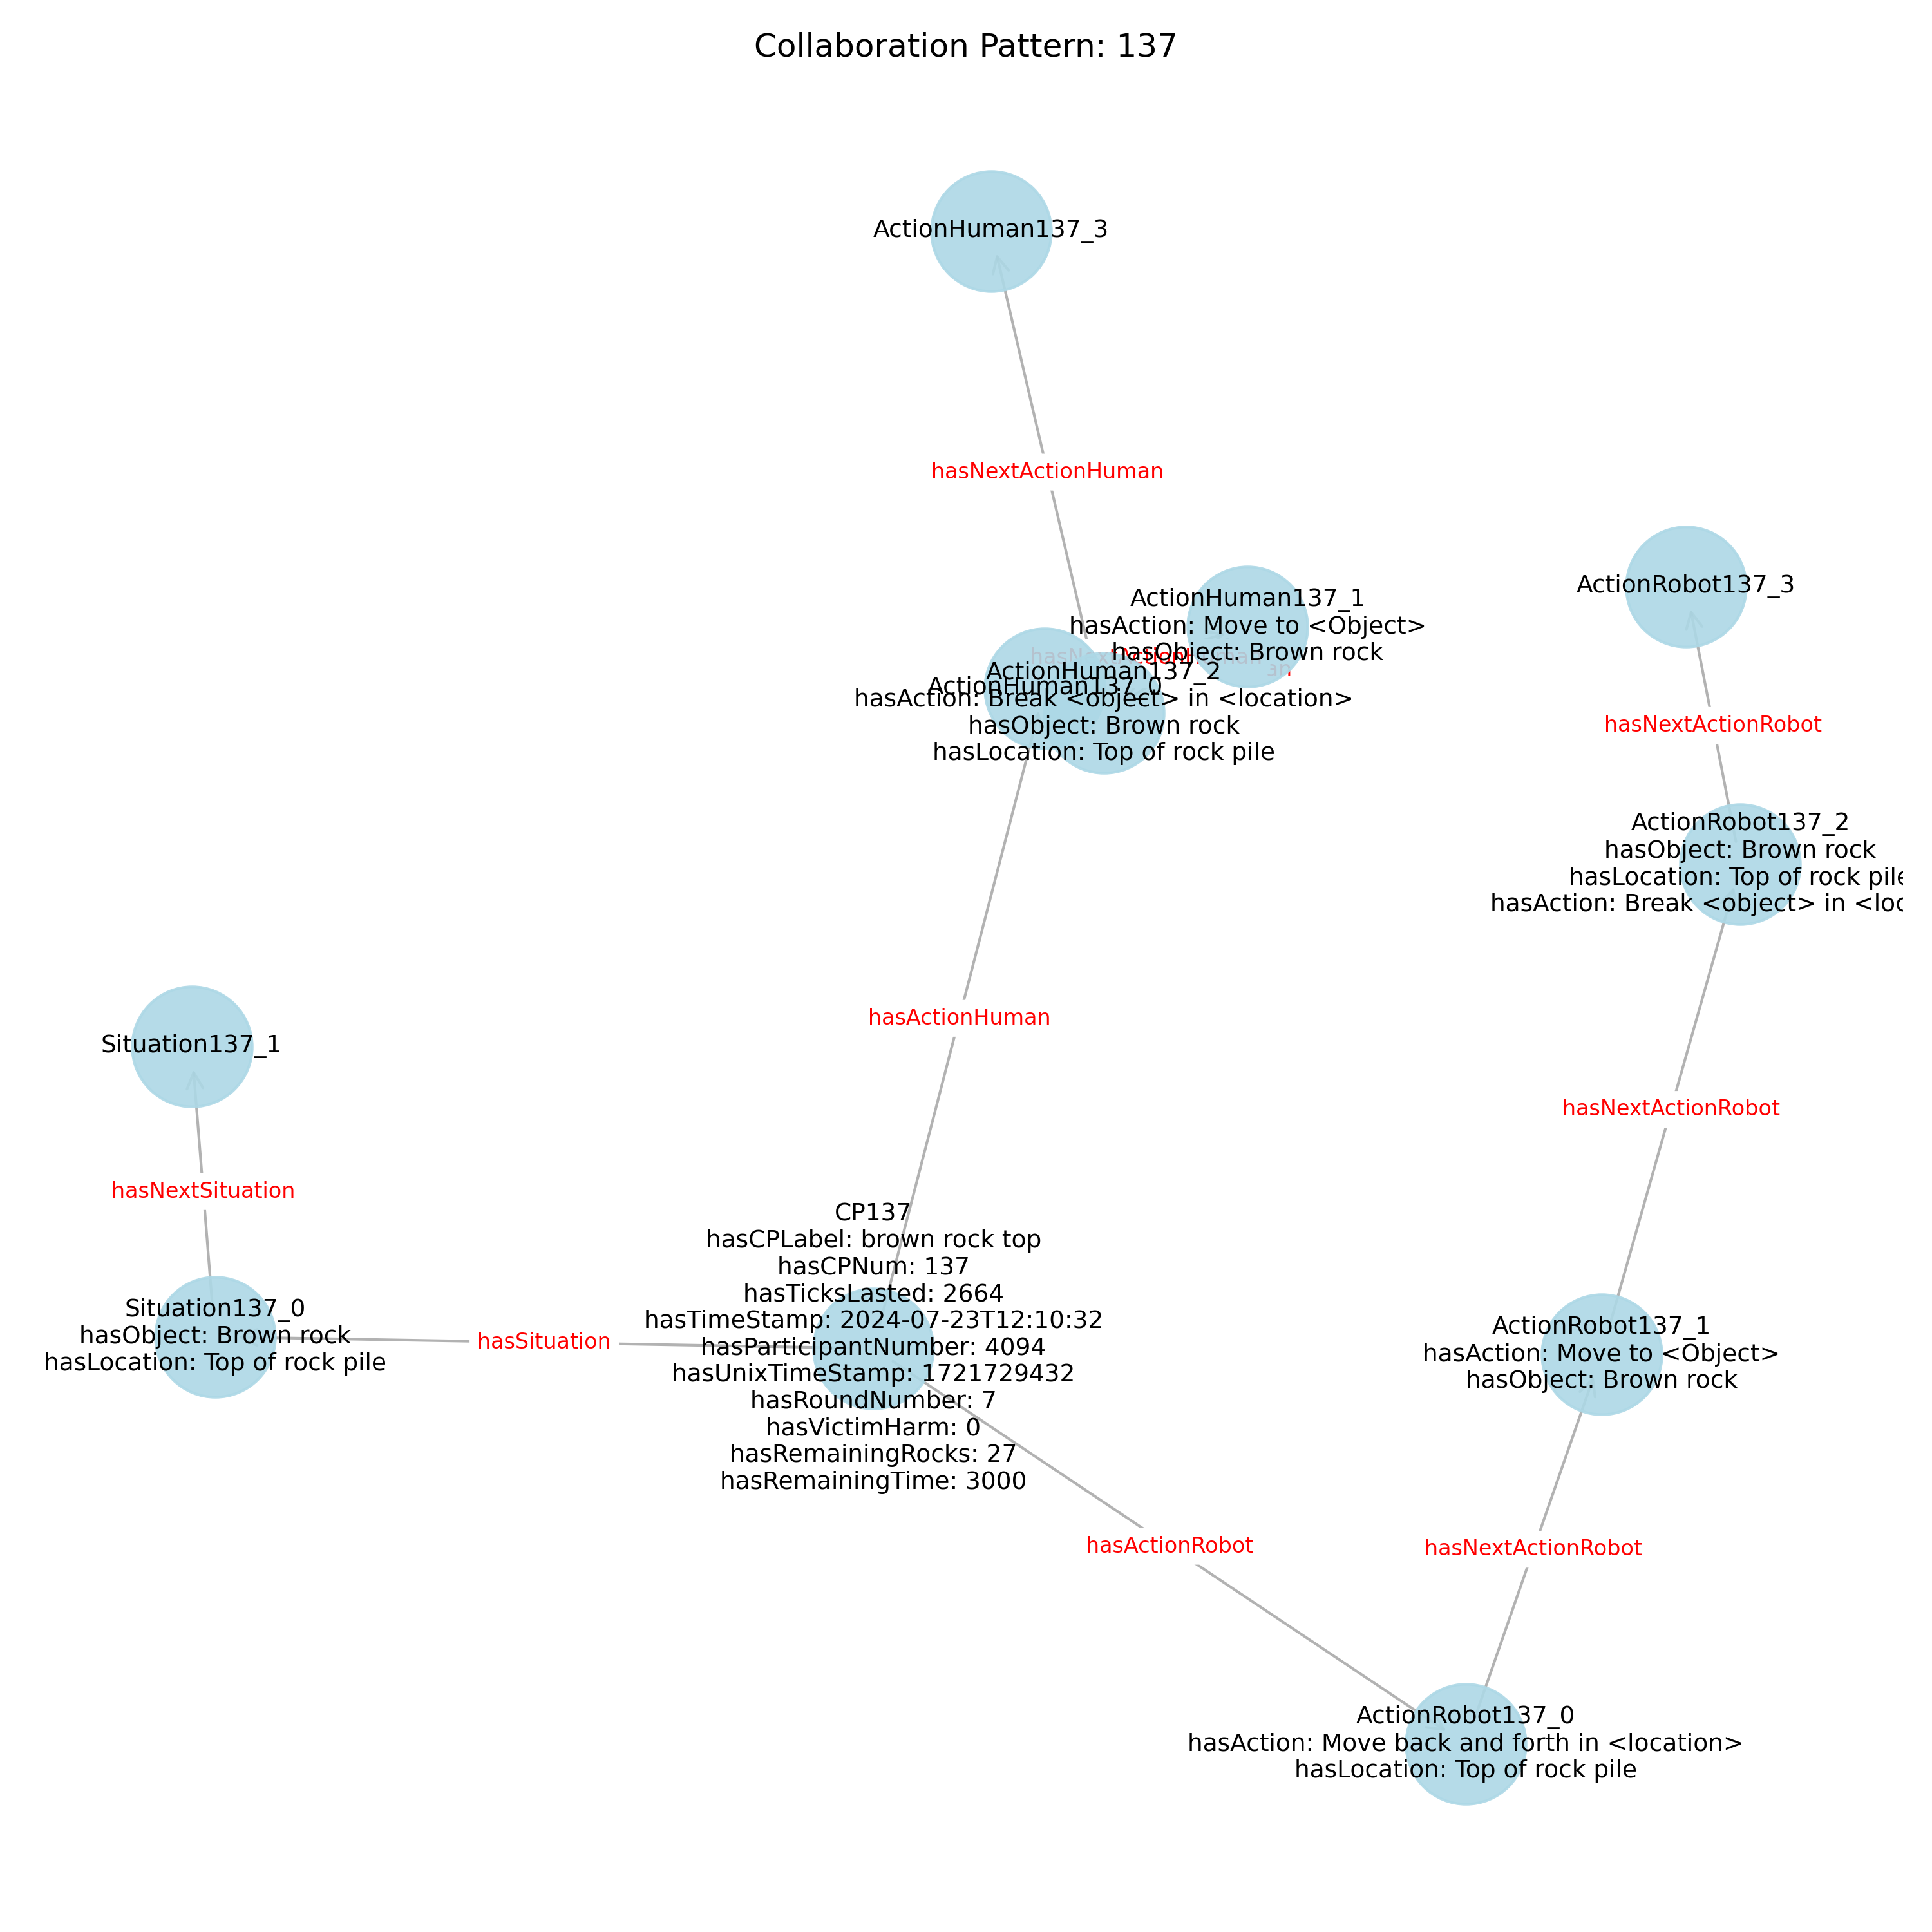 Collaboration Pattern: 137
ActionHuman137_3
hasNextActionHuman
ActionRobot137_3
ActionHuman137_1
hasAction: Move to <Object>
hasObject: Brown rock
ActionHuman137_2
hasAction: Break <object> in <location>
hasObject: Brown rock
hasLocation: Top of rock pile
ActionHuman137_0
hasNextActionRobot
ActionRobot137_2
hasObject: Brown rock
hasLocation: Top of rock pile
hasAction: Break <object> in <loc
hasActionHuman
Situation137_1
hasNextActionRobot
hasNextSituation
CP137
hasCPLabel: brown rock top
hasCPNum: 137
hasTicksLasted: 2664
hasTimeStamp: 2024-07-23T12:10:32
hasParticipantNumber: 4094
hasUnixTimeStamp: 1721729432
hasRoundNumber: 7
hasVictimHarm: 0
hasRemainingRocks: 27
hasRemainingTime: 3000
Situation137_0
hasObject: Brown rock
hasLocation: Top of rock pile
hasSituation
ActionRobot137_1
hasAction: Move to <Object>
hasObject: Brown rock
hasActionRobot
hasNextActionRobot
ActionRobot137_0
hasAction: Move back and forth in <location>
hasLocation: Top of rock pile